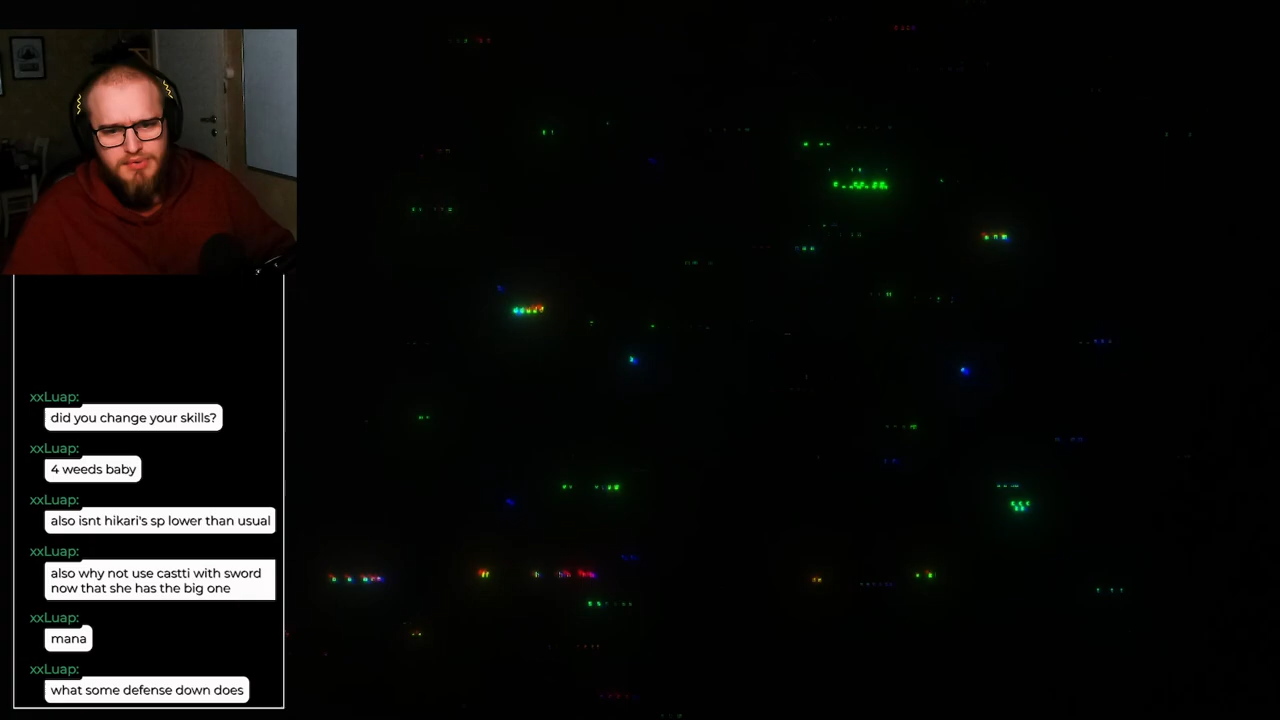 xxLuap:
did you change your skills?
xxLuap:
4 weeds baby
xxLuap:
also isnt hikari's sp lower than usual
xxLuap:
also why not use castti with sword
now that she has the big one
xxLuap:
mana
xxLuap:
what some defense down does